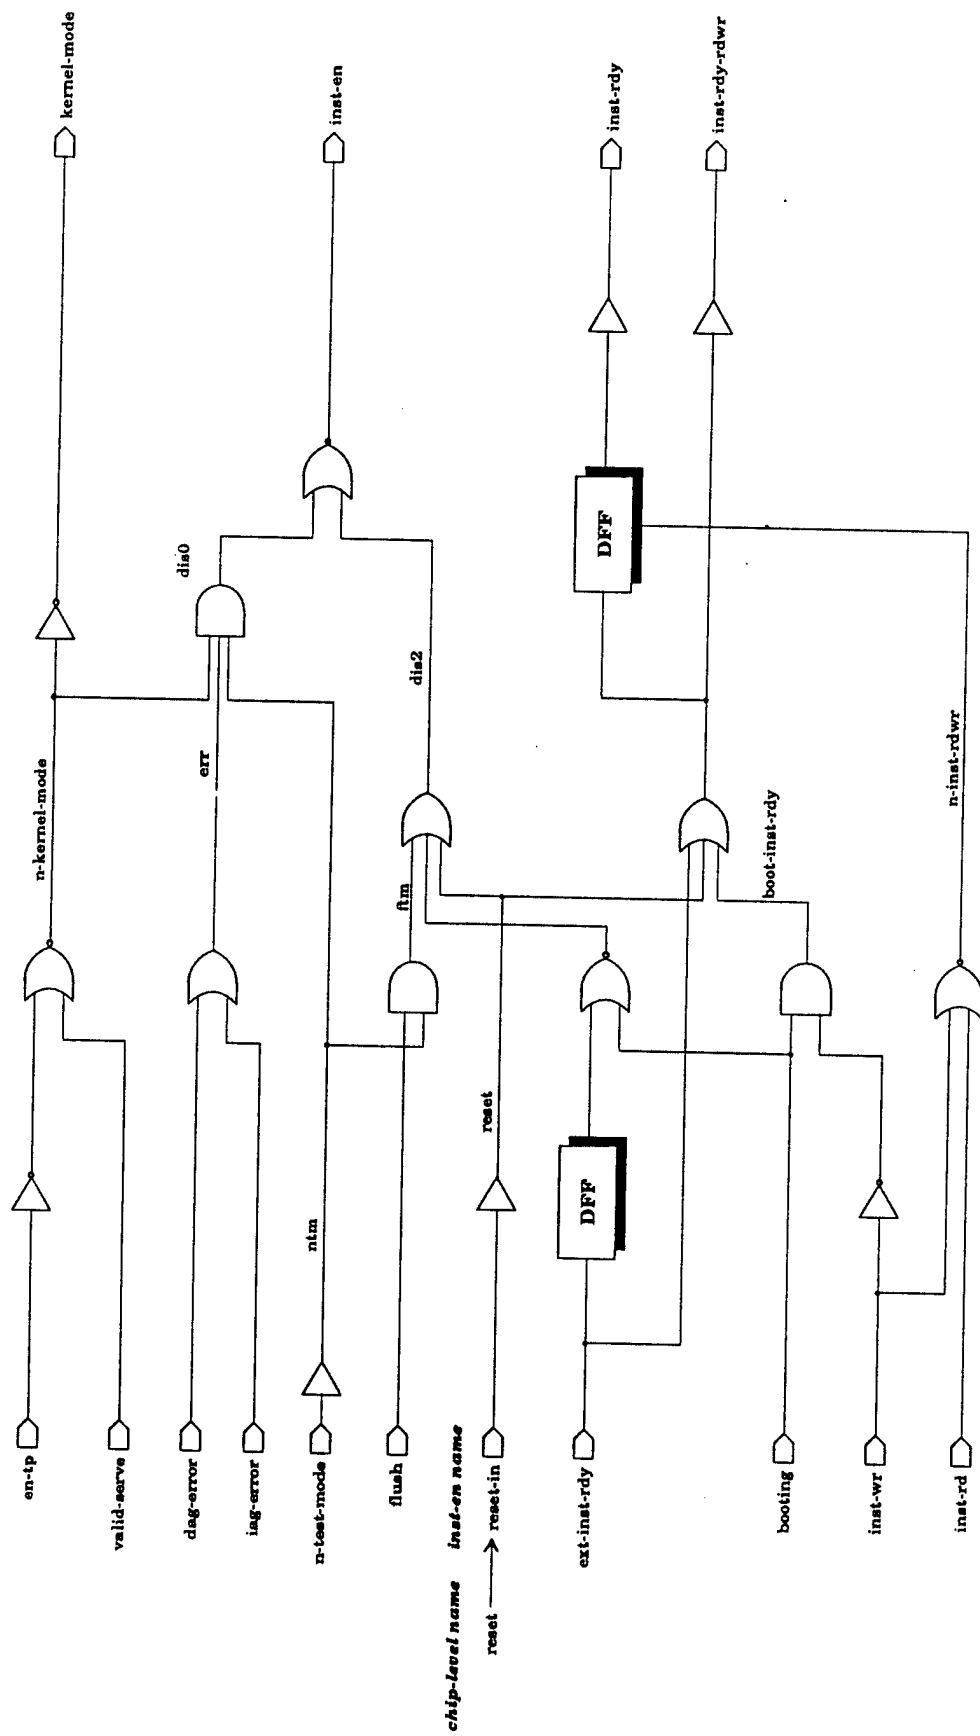 en-tp
valid-serve
dag-error
iag-error
n-test-mode
flush
chip-level name
inst-en name
reset
reset-in
ext-inst-rdy
booting
inst-wr
inst-rd
ntm
reset
DFF
n-kernel-mode
err
ftm
dis2
boot-inst-rdy
n-inst-rdwr
dis0
DFF
kernel-mode
inst-en
inst-rdy
inst-rdy-rdwr